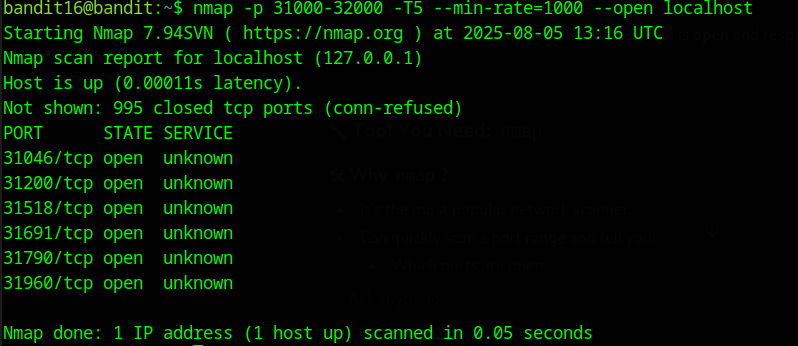 bandit16@bandit:~$ nmap -p 31000-32000 -T5 --min-rate=1000 --open localhost
Starting Nmap 7.94SVN ( https://nmap.org ) at 2025-08-05 13:16 UTC
Nmap scan report for localhost (127.0.0.1)
Host is up (0.00011s latency).
Not shown: 995 closed tcp ports (conn-refused)
PORT      STATE SERVICE
31046/tcp open  unknown
31200/tcp open  unknown
31518/tcp open  unknown
31691/tcp open  unknown
31790/tcp open  unknown
31960/tcp open  unknown
Nmap done: 1 IP address (1 host up) scanned in 0.05 seconds